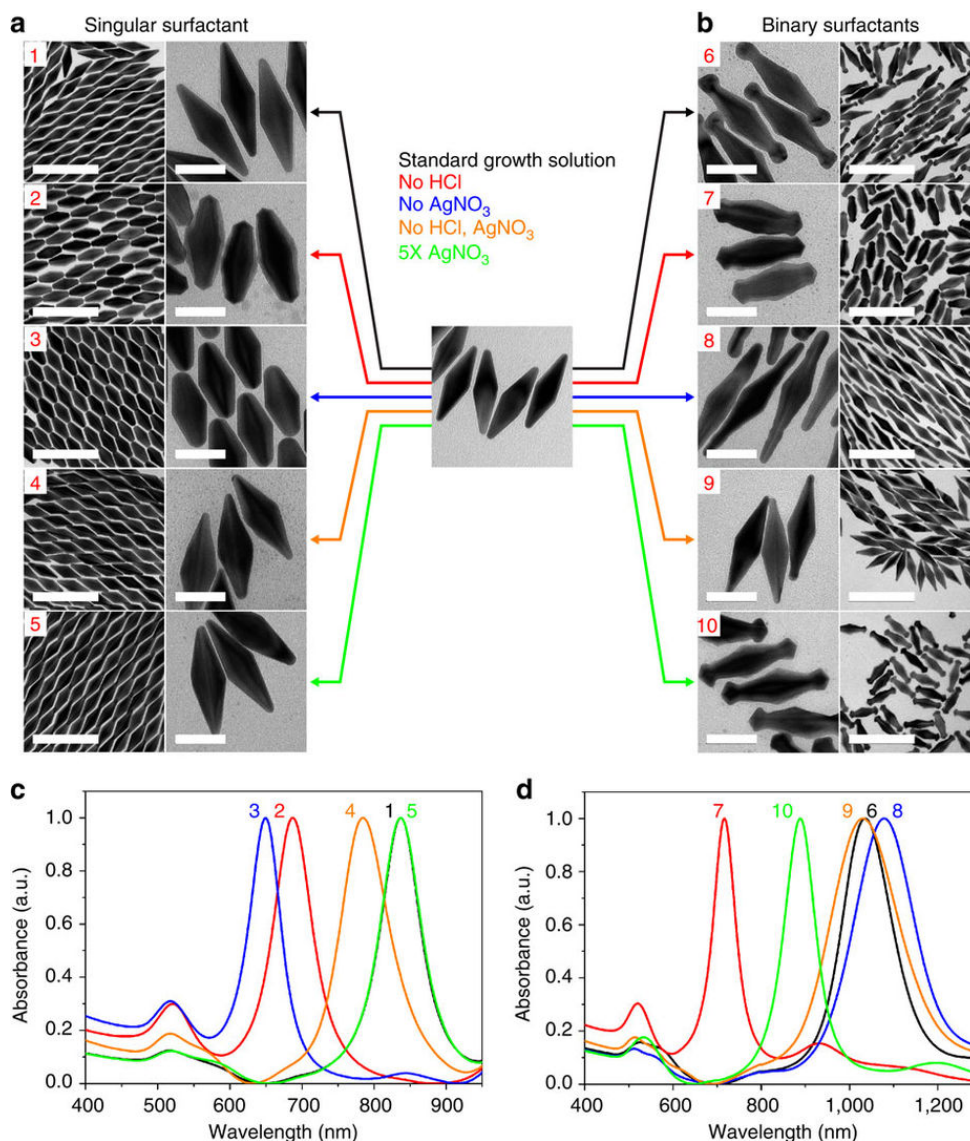 a Singular surfactant
b Binary surfactants
1
2
3
4
5
Standard growth solution
No HCl
No AgNO₃
No HCl, AgNO₃
5X AgNO₃
6
7
8
9
10
c
3 2 4 1 5
1.0
0.8
0.6
0.4
0.2
0.0
Absorbance (a.u.)
400 500 600 700 800 900
Wavelength (nm)
d
7 10 9 6 8
1.0
0.8
0.6
0.4
0.2
0.0
Absorbance (a.u.)
400 600 800 1,000 1,200
Wavelength (nm)